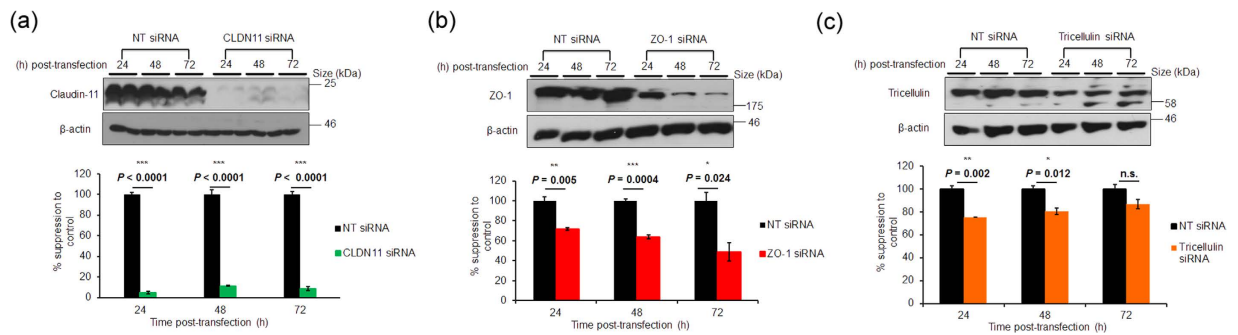 (a)
NT siRNA CLDN11 siRNA
(h) post-transfection 24 48 72 24 48 72 Size (kDa)
Claudin-11 25
β-actin 46
*** *** ***
P < 0.0001 P < 0.0001 P < 0.0001
% suppression to control
120
100
80
60
40
20
0
NT siRNA
CLDN11 siRNA
24 48 72
Time post-transfection (h)
(b)
NT siRNA ZO-1 siRNA
(h) post-transfection 24 48 72 24 48 72 Size (kDa)
ZO-1 175
β-actin 46
** *** *
P = 0.005 P = 0.0004 P = 0.024
% suppression to control
120
100
80
60
40
20
0
NT siRNA
ZO-1 siRNA
24 48 72
Time post-transfection (h)
(c)
NT siRNA Tricellulin siRNA
(h) post-transfection 24 48 72 24 48 72 Size (kDa)
Tricellulin 58
β-actin 46
** * n.s.
P = 0.002 P = 0.012
% suppression to control
120
100
80
60
40
20
0
NT siRNA
Tricellulin
siRNA
24 48 72
Time post-transfection (h)